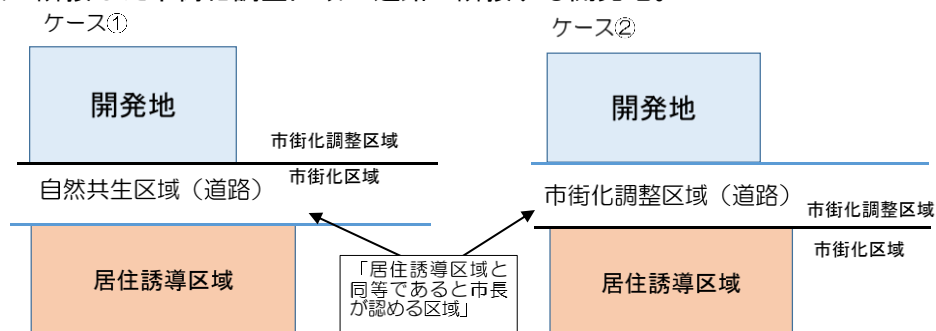 ケース①
ケース②
開発地
開発地
市街化調整区域
市街化区域
自然共生区域（道路）
市街化調整区域（道路）
市街化調整区域
市街化区域
居住誘導区域
「居住誘導区域と
同等であると市長
が認める区域」
居住誘導区域